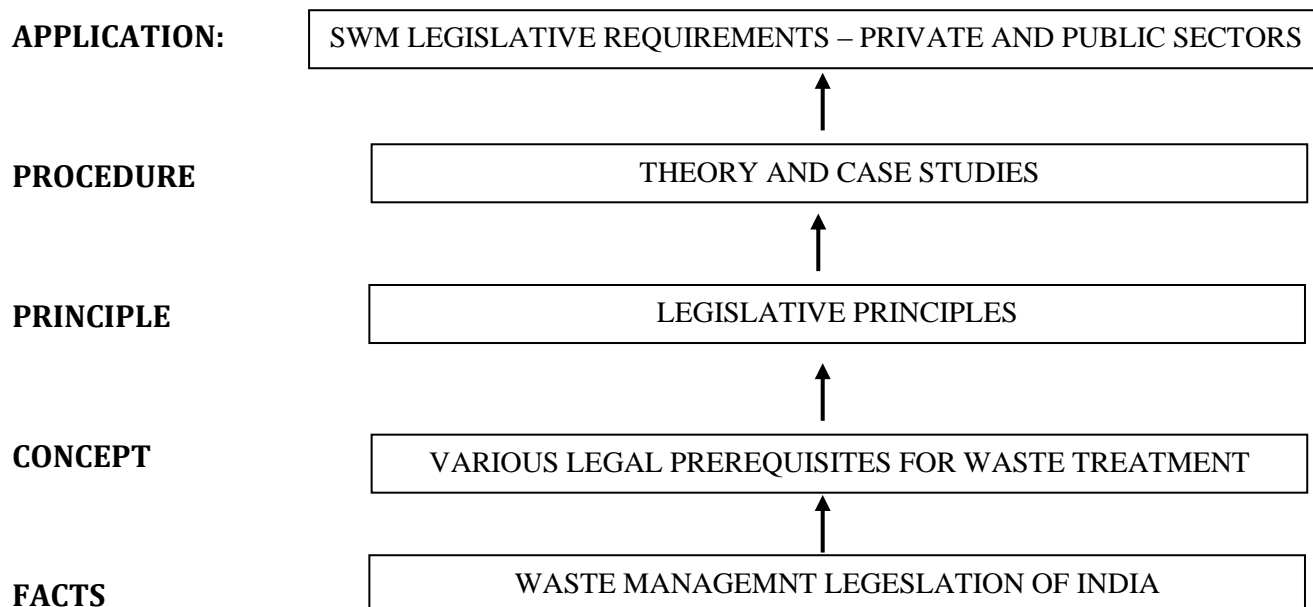 APPLICATION: SWM LEGISLATIVE REQUIREMENTS – PRIVATE AND PUBLIC SECTORS
PROCEDURE THEORY AND CASE STUDIES
PRINCIPLE LEGISLATIVE PRINCIPLES
CONCEPT VARIOUS LEGAL PREREQUISITES FOR WASTE TREATMENT
FACTS WASTE MANAGEMNT LEGESLATION OF INDIA